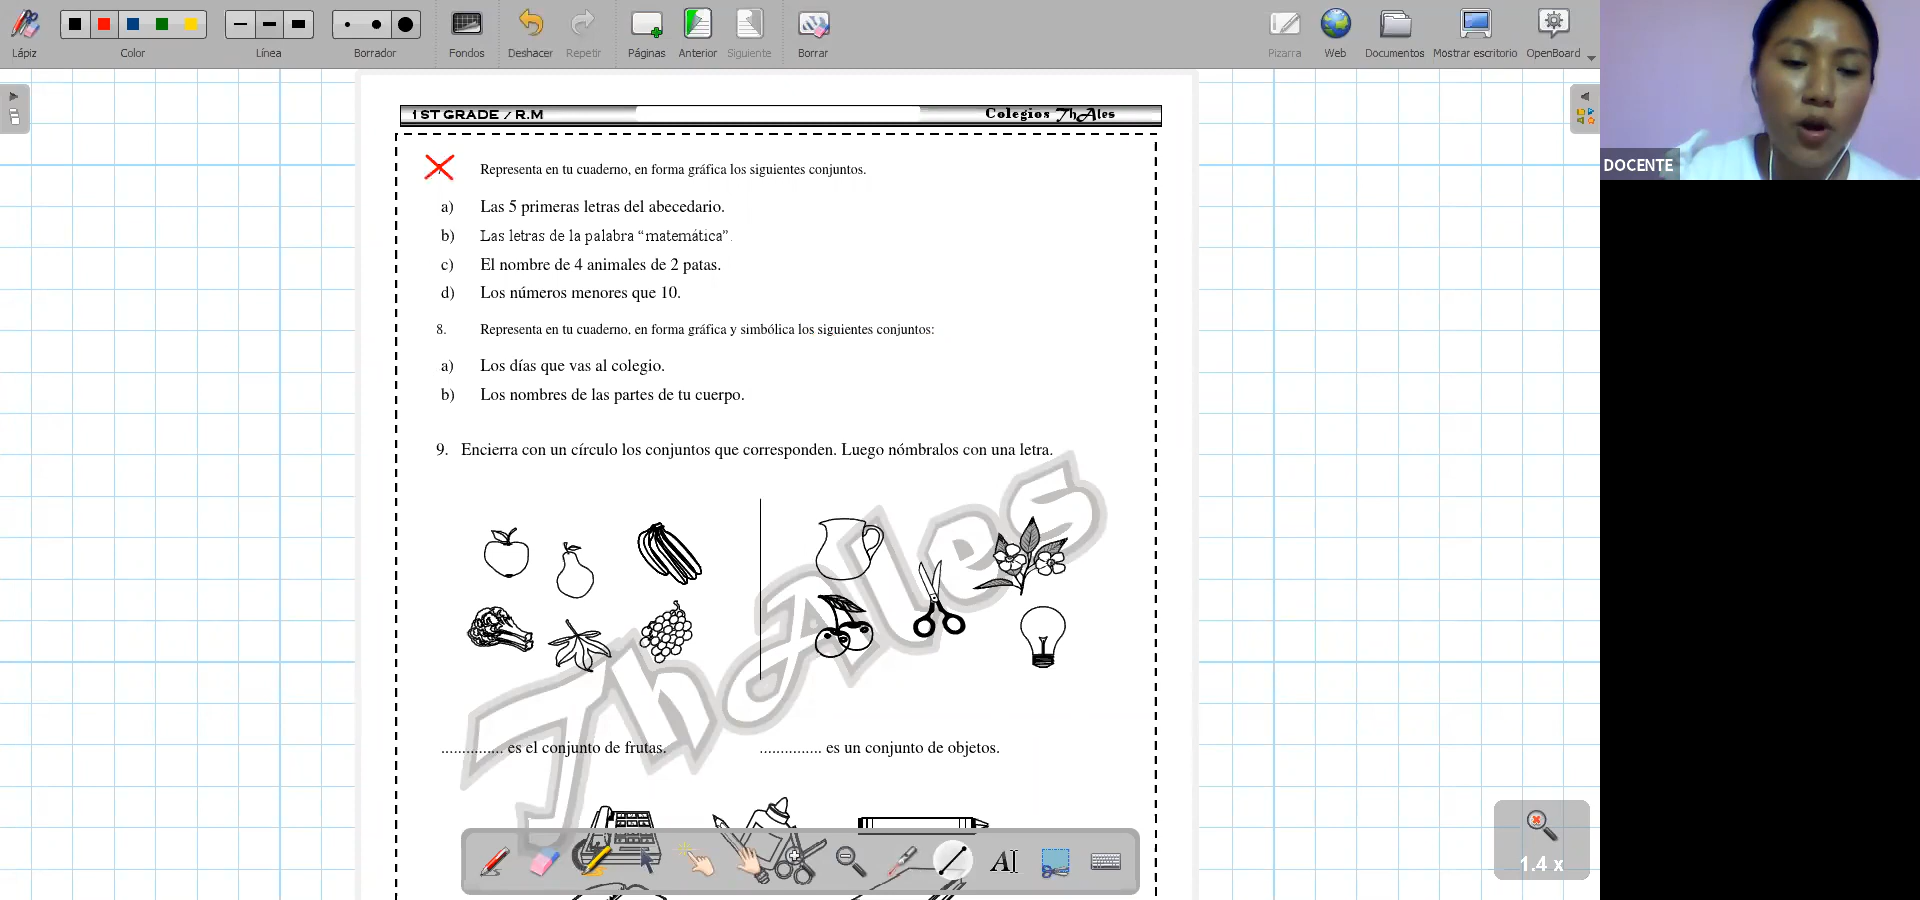 Lápiz
Color
Línea
Borrador
Fondos
Deshacer
Repetir
Páginas
Anterior
Siguiente
Borrar
Pizarra
Web
Documentos
Mostrar escritorio
OpenBoard
DOCENTE
1ST GRADE / R.M
Colegios ThAles
Representa en tu cuaderno, en forma gráfica los siguientes conjuntos.
a) Las 5 primeras letras del abecedario.
b) Las letras de la palabra “matemática”.
c) El nombre de 4 animales de 2 patas.
d) Los números menores que 10.
8. Representa en tu cuaderno, en forma gráfica y simbólica los siguientes conjuntos:
a) Los días que vas al colegio.
b) Los nombres de las partes de tu cuerpo.
9. Encierra con un círculo los conjuntos que corresponden. Luego nómbralos con una letra.
ThAles
............... es el conjunto de frutas.
............... es un conjunto de objetos.
AI
1.4 x